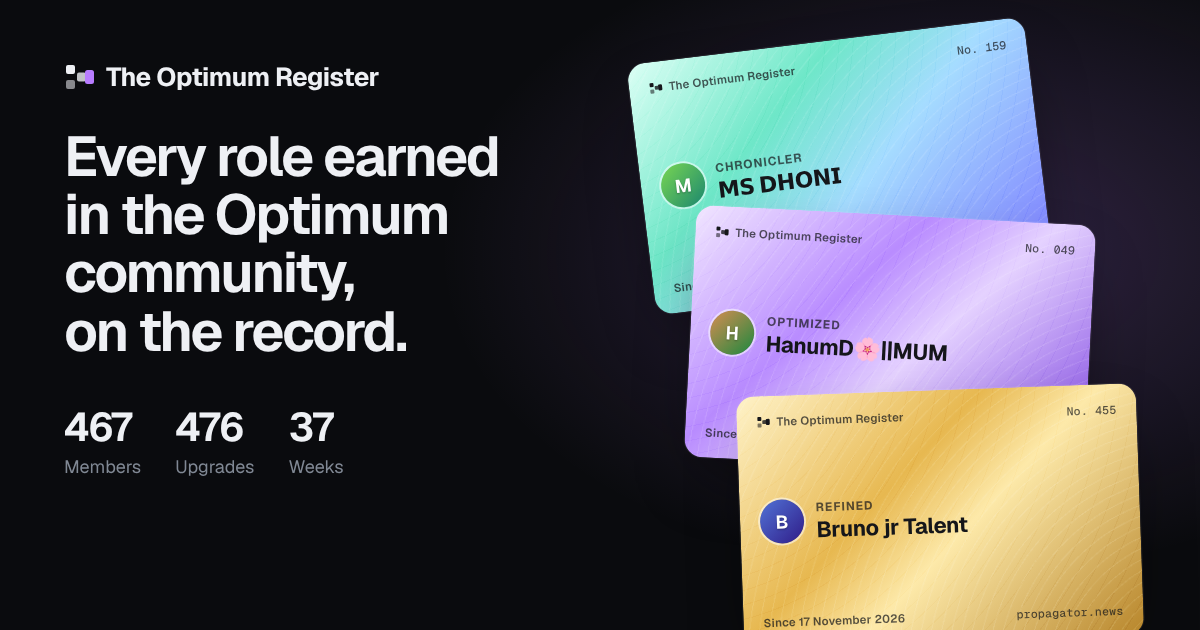 The Optimum Register
Every role earned
in the Optimum
community,
on the record.
467
476
37
Members
Upgrades
Weeks
The Optimum Register
No. 159
M
CHRONICLER
MS DHONI
The Optimum Register
No. 049
H
OPTIMIZED
HanumD🌸||MUM
Since
The Optimum Register
No. 455
B
REFINED
Bruno jr Talent
Since 17 November 2026
propagator.news